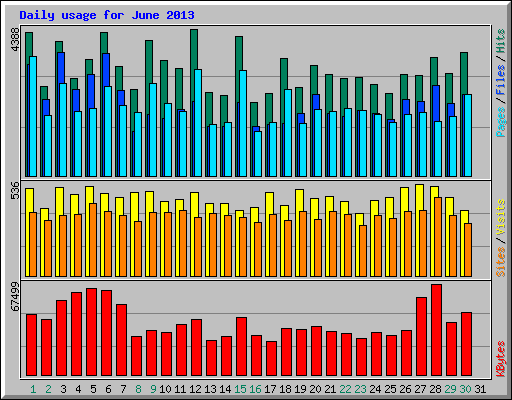 Daily usage for June 2013
4388
Pages / Files / Hits
536
Sites / Visits
67499
KBytes
1 2 3 4 5 6 7 8 9 10 11 12 13 14 15 16 17 18 19 20 21 22 23 24 25 26 27 28 29 30 31